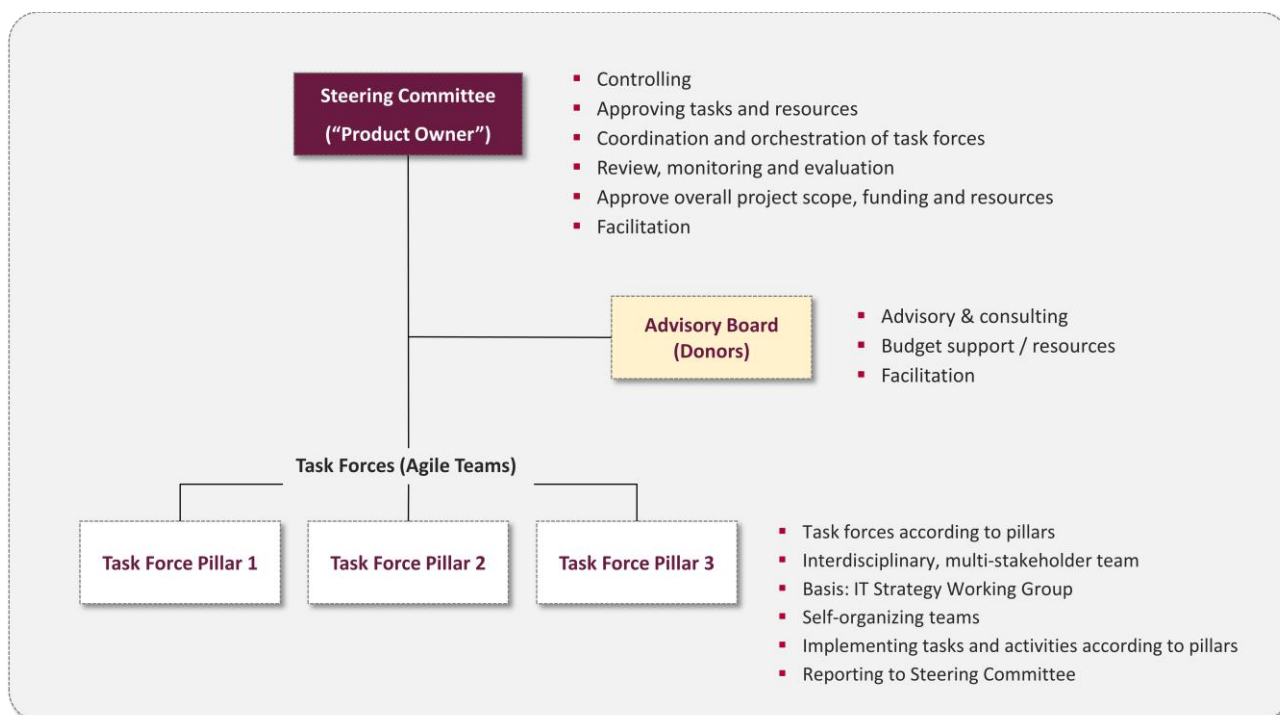 Steering Committee
(“Product Owner”)
▪ Controlling
▪ Approving tasks and resources
▪ Coordination and orchestration of task forces
▪ Review, monitoring and evaluation
▪ Approve overall project scope, funding and resources
▪ Facilitation
Advisory Board
(Donors)
▪ Advisory & consulting
▪ Budget support / resources
▪ Facilitation
Task Forces (Agile Teams)
Task Force Pillar 1
Task Force Pillar 2
Task Force Pillar 3
▪ Task forces according to pillars
▪ Interdisciplinary, multi-stakeholder team
▪ Basis: IT Strategy Working Group
▪ Self-organizing teams
▪ Implementing tasks and activities according to pillars
▪ Reporting to Steering Committee